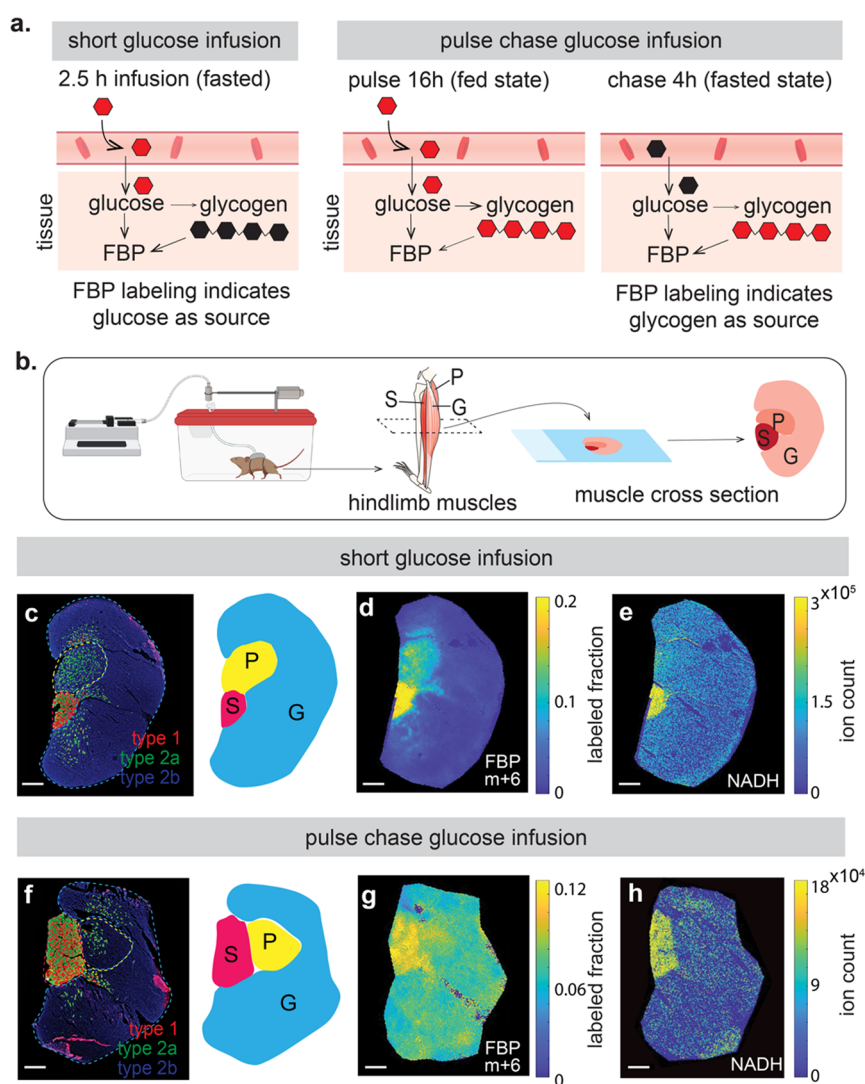 a.
short glucose infusion
pulse chase glucose infusion
2.5 h infusion (fasted)
pulse 16h (fed state)
chase 4h (fasted state)
tissue
glucose
glycogen
FBP
tissue
glucose
glycogen
FBP
glucose
glycogen
FBP
FBP labeling indicates
glucose as source
FBP labeling indicates
glycogen as source
b.
S
P
G
hindlimb muscles
muscle cross section
P
S
G
short glucose infusion
c
type 1
type 2a
type 2b
P
S
G
d
FBP
m+6
0.2
0.1
0
labeled fraction
e
NADH
x10⁵
3
1.5
0
ion count
pulse chase glucose infusion
f
type 1
type 2a
type 2b
S
P
G
g
FBP
m+6
0.12
0.06
0
labeled fraction
h
NADH
18
x10⁴
9
0
ion count